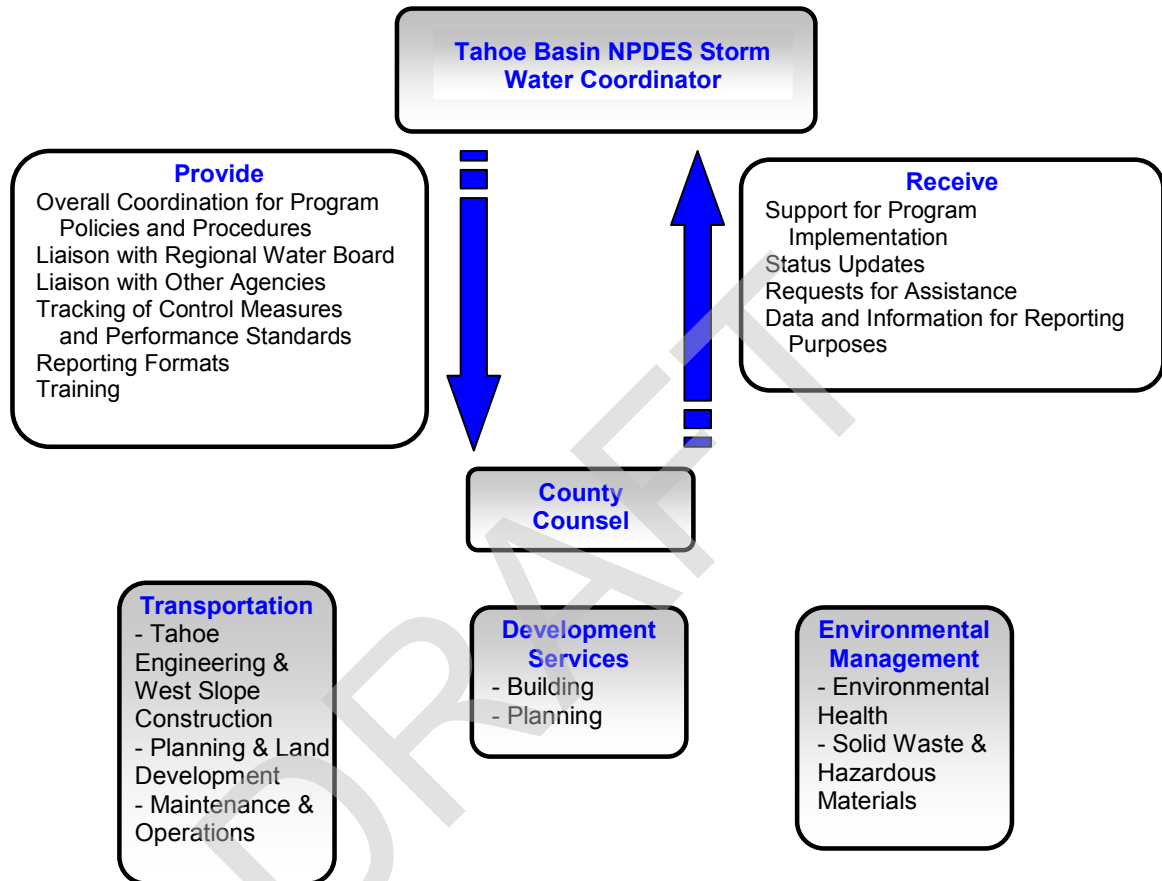 Tahoe Basin NPDES Storm
Water Coordinator
Provide
Overall Coordination for Program
Policies and Procedures
Liaison with Regional Water Board
Liaison with Other Agencies
Tracking of Control Measures
and Performance Standards
Reporting Formats
Training
Receive
Support for Program
Implementation
Status Updates
Requests for Assistance
Data and Information for Reporting
Purposes
County
Counsel
Transportation
- Tahoe
Engineering &
West Slope
Construction
- Planning & Land
Development
- Maintenance &
Operations
Development
Services
- Building
- Planning
Environmental
Management
- Environmental
Health
- Solid Waste &
Hazardous
Materials
DRAFT